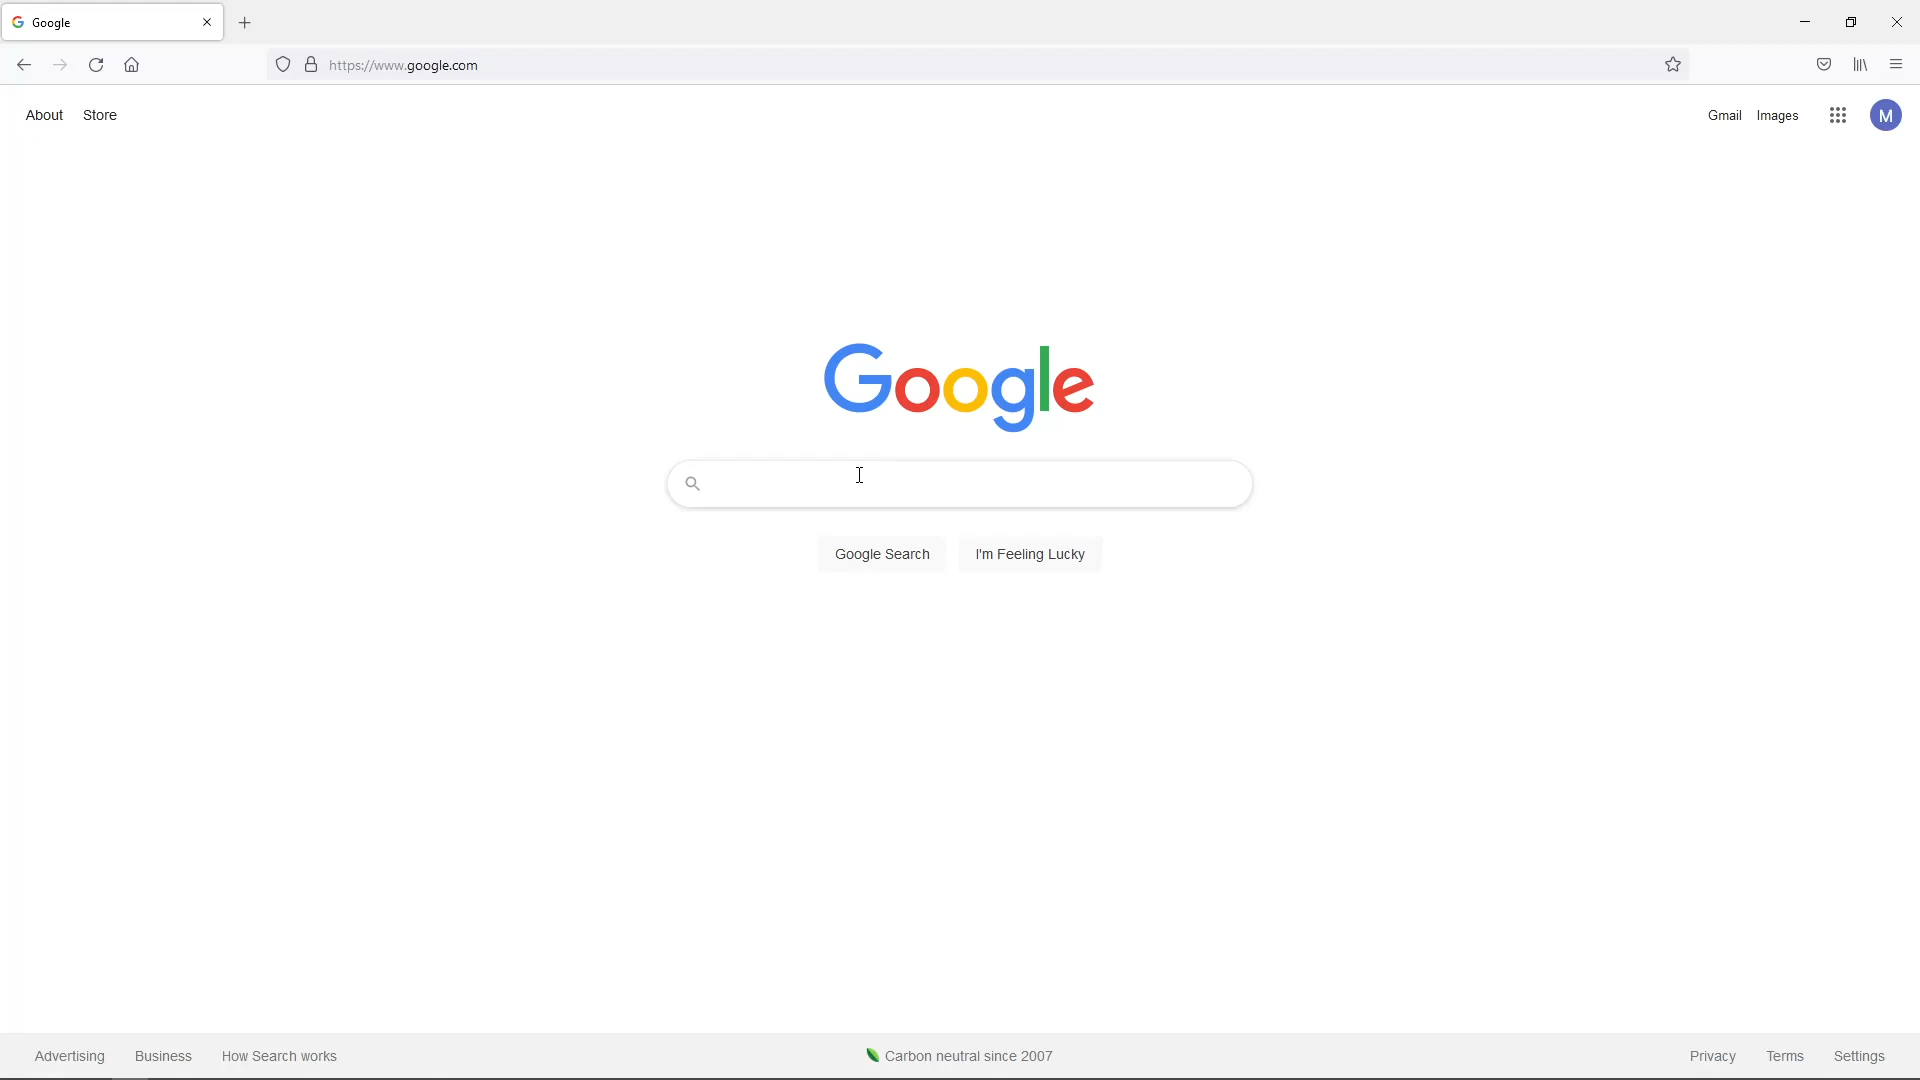 Google
https://www.google.com
About Store
Gmail Images M
Google
Google Search I'm Feeling Lucky
Advertising Business How Search works
Carbon neutral since 2007
Privacy Terms Settings